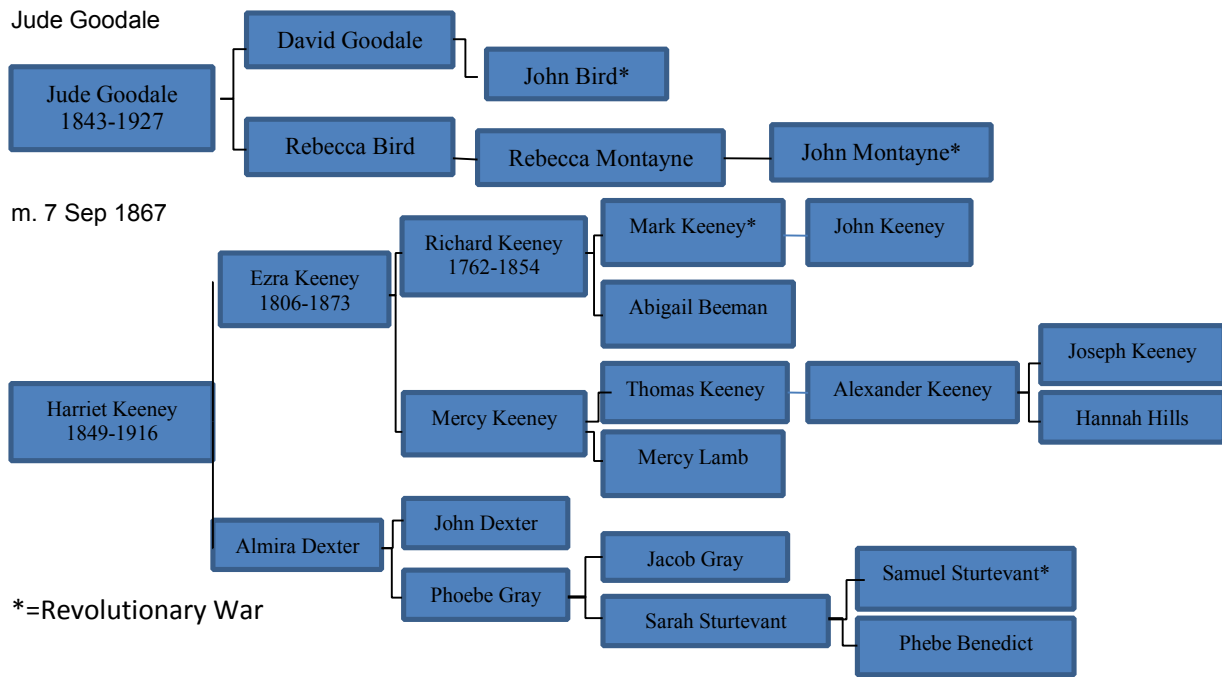 Jude Goodale
David Goodale
John Bird*
Jude Goodale
1843-1927
Rebecca Bird
Rebecca Montayne
John Montayne*
m. 7 Sep 1867
Mark Keeney*
John Keeney
Richard Keeney
1762-1854
Ezra Keeney
1806-1873
Abigail Beeman
Joseph Keeney
Thomas Keeney
Alexander Keeney
Harriet Keeney
1849-1916
Mercy Keeney
Hannah Hills
Mercy Lamb
John Dexter
Almira Dexter
Jacob Gray
Samuel Sturtevant*
Phoebe Gray
*=Revolutionary War
Sarah Sturtevant
Phebe Benedict